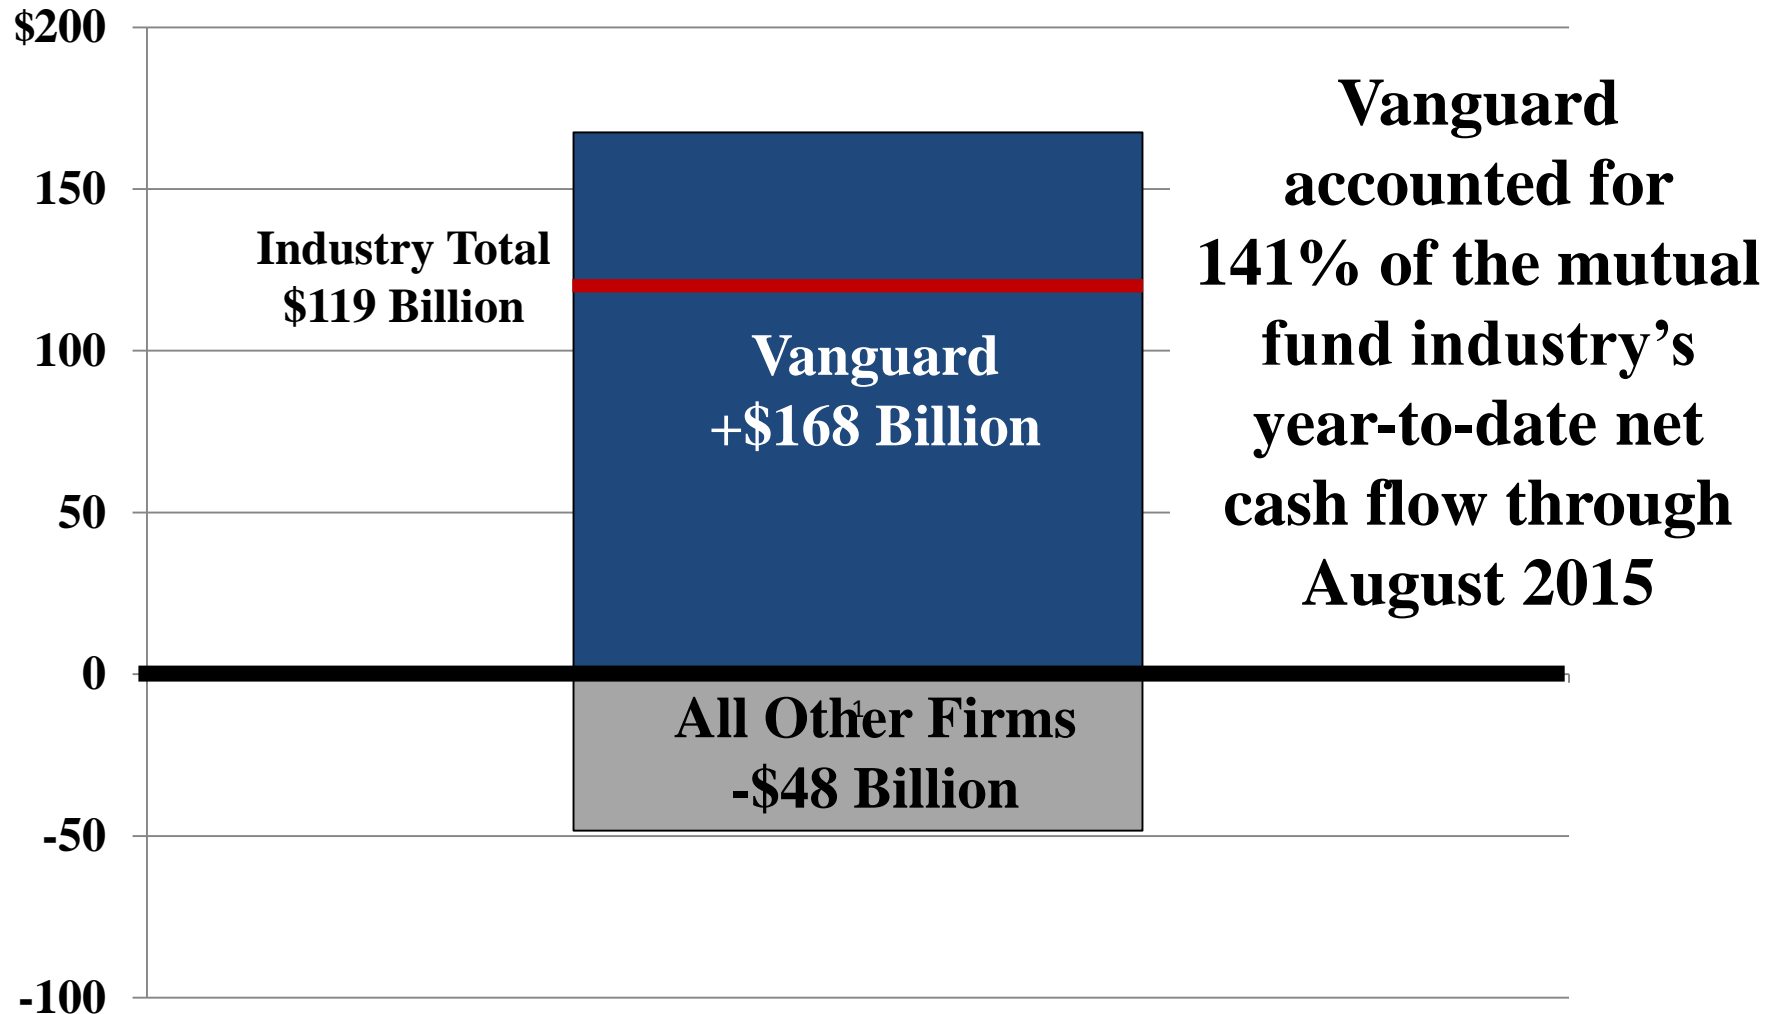 $200
150
100
50
0
-50
-100
Industry Total
$119 Billion
Vanguard
+$168 Billion
1
All Other Firms
-$48 Billion
Vanguard
accounted for
141% of the mutual
fund industry’s
year-to-date net
cash flow through
August 2015